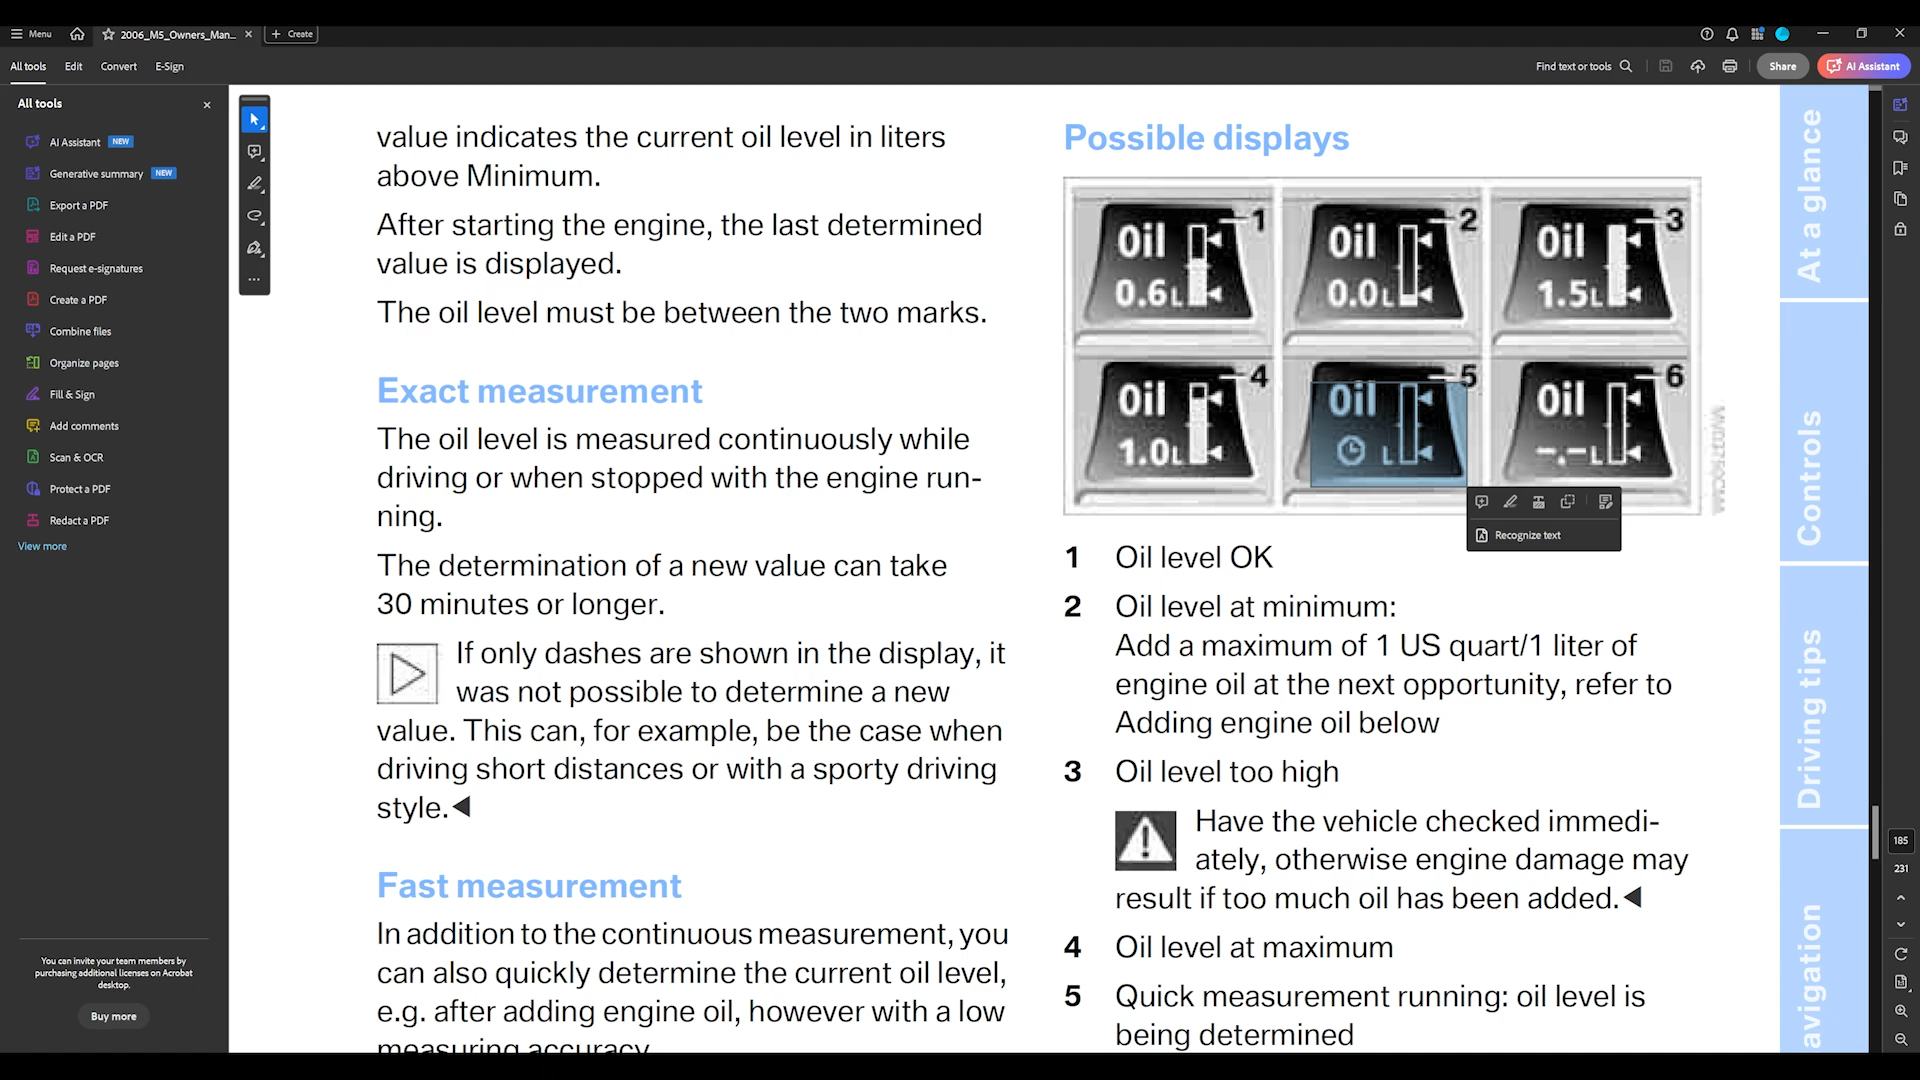 Menu
2006_M5_Owners_Man...
Create
All tools
Edit
Convert
E-Sign
Find text or tools
Share
AI Assistant
All tools
AI Assistant NEW
Generative summary NEW
Export a PDF
Edit a PDF
Request e-signatures
Create a PDF
Combine files
Organize pages
Fill & Sign
Add comments
Scan & OCR
Protect a PDF
Redact a PDF
View more
You can invite your team members by
purchasing additional licenses on Acrobat
desktop.
Buy more
value indicates the current oil level in liters
above Minimum.
After starting the engine, the last determined
value is displayed.
The oil level must be between the two marks.
Exact measurement
The oil level is measured continuously while
driving or when stopped with the engine run-
ning.
The determination of a new value can take
30 minutes or longer.
If only dashes are shown in the display, it
was not possible to determine a new
value. This can, for example, be the case when
driving short distances or with a sporty driving
style.
Fast measurement
In addition to the continuous measurement, you
can also quickly determine the current oil level,
e.g. after adding engine oil, however with a low
measuring accuracy.
Possible displays
Oil 1
0.6L
Oil 2
0.0L
Oil 3
1.5L
Oil 4
1.0L
Oil 5
L
Oil 6
-.-L
Recognize text
1 Oil level OK
2 Oil level at minimum:
Add a maximum of 1 US quart/1 liter of
engine oil at the next opportunity, refer to
Adding engine oil below
3 Oil level too high
Have the vehicle checked immedi-
ately, otherwise engine damage may
result if too much oil has been added.
4 Oil level at maximum
5 Quick measurement running: oil level is
being determined
At a glance
Controls
Driving tips
avigation
185
231